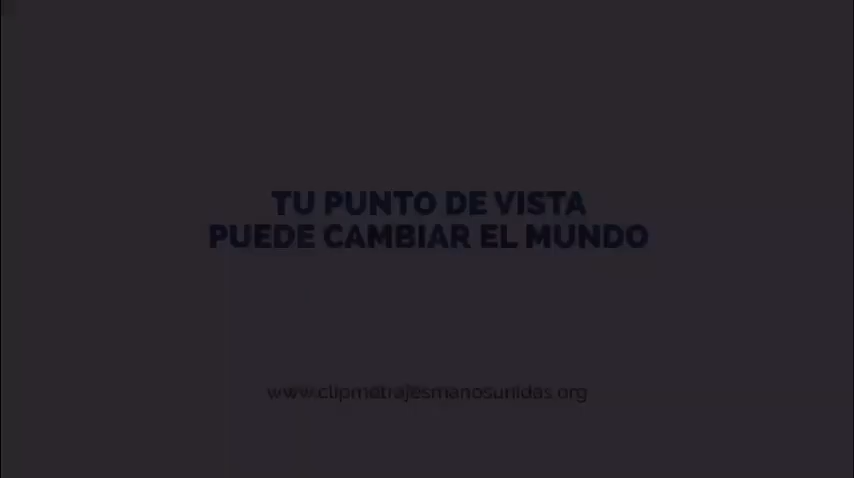 TU PUNTO DE VISTA
PUEDE CAMBIAR EL MUNDO
www.clipmetrajesmanosunidas.org